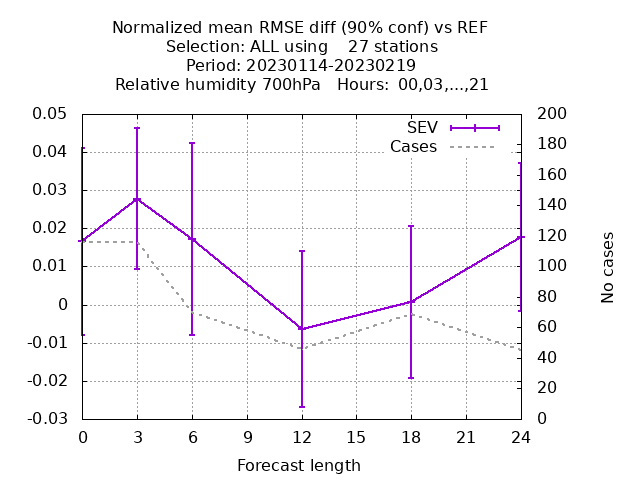 Normalized mean RMSE diff (90% conf) vs REF
Selection: ALL using    27 stations
Period: 20230114-20230219
Relative humidity 700hPa   Hours: 00,03,...,21
SEV
Cases
0.05
0.04
0.03
0.02
0.01
0
-0.01
-0.02
-0.03
200
180
160
140
120
100
80
60
40
20
0
No cases
0 3 6 9 12 15 18 21 24
Forecast length